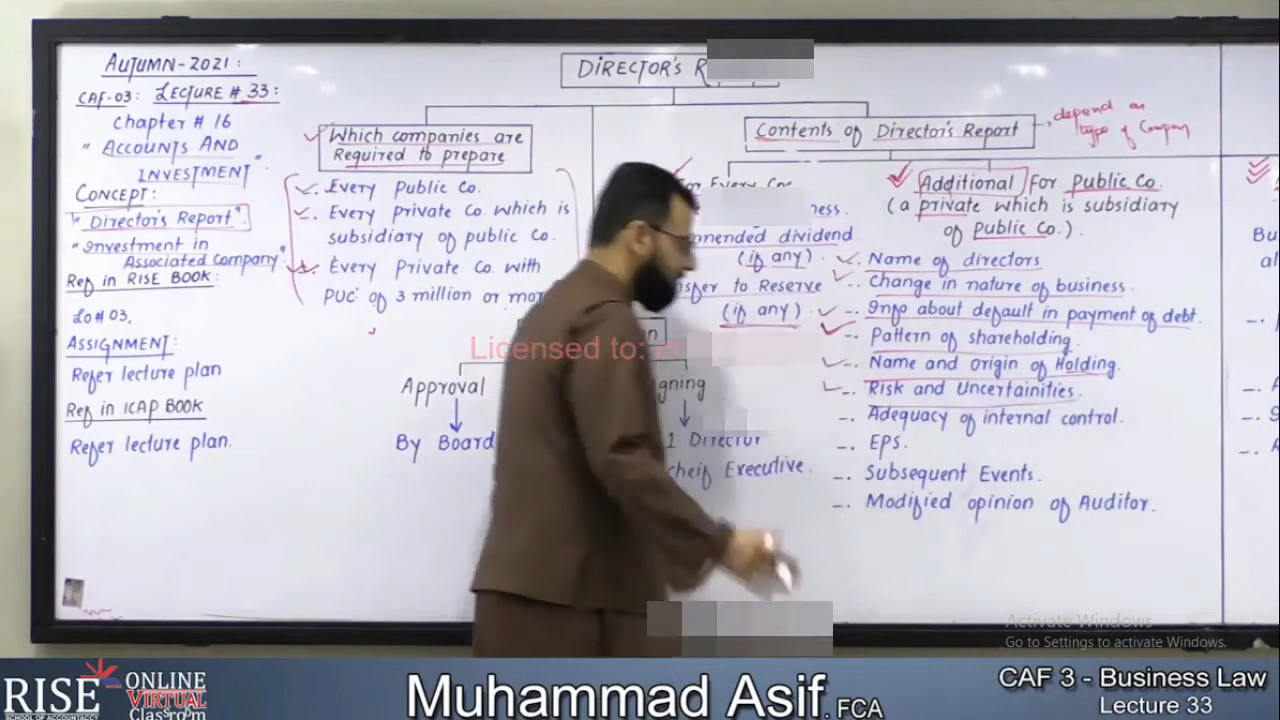 AUTUMN-2021:
CAF-03: LECTURE # 33:
Chapter # 16
" ACCOUNTS AND
INVESTMENT".
CONCEPT:
" Director's Report".
"Investment in
Associated Company"
Ref in RISE BOOK:
LO#03,
ASSIGNMENT:
Refer lecture plan
Ref in ICAP BOOK
Refer lecture plan.
DIRECTOR'S
Which companies are
Required to prepare
Every Public Co.
Every private Co. which is
subsidiary of public Co.
Every Private Co. with
PUC of 3 million or
Approval
By Board
1 Director
Executive.
Contents of Director's Report
depend on
type of Company
For Every
dividend
(if any)
to Reserve
(if any).
Additional For Public Co.
(a private which is subsidiary
of Public Co.).
Name of directors
Change in nature of business.
Info about default in payment of debt.
Pattern of shareholding.
Name and origin of Holding.
Risk and Uncertainities.
Adequacy of internal control.
EPS.
Subsequent Events.
Modified opinion of Auditor.
Licensed to:
Activate Windows
Go to Settings to activate Windows.
RISE
SCHOOL OF ACCOUNTANCY
ONLINE
VIRTUAL
Classroom
Muhammad Asif, FCA
CAF 3 - Business Law
Lecture 33